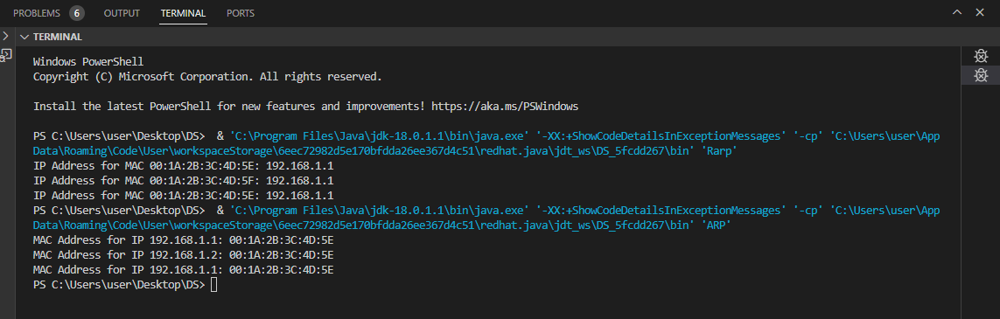 PROBLEMS 6 OUTPUT TERMINAL PORTS
TERMINAL
Windows PowerShell
Copyright (C) Microsoft Corporation. All rights reserved.
Install the latest PowerShell for new features and improvements! https://aka.ms/PSWindows
PS C:\Users\user\Desktop\DS>  & 'C:\Program Files\Java\jdk-18.0.1.1\bin\java.exe' '-XX:+ShowCodeDetailsInExceptionMessages' '-cp' 'C:\Users\user\App
Data\Roaming\Code\User\workspaceStorage\6eec72982d5e170bfdda26ee367d4c51\redhat.java\jdt_ws\DS_5fcdd267\bin' 'Rarp'
IP Address for MAC 00:1A:2B:3C:4D:5E: 192.168.1.1
IP Address for MAC 00:1A:2B:3C:4D:5F: 192.168.1.1
IP Address for MAC 00:1A:2B:3C:4D:5E: 192.168.1.1
PS C:\Users\user\Desktop\DS>  & 'C:\Program Files\Java\jdk-18.0.1.1\bin\java.exe' '-XX:+ShowCodeDetailsInExceptionMessages' '-cp' 'C:\Users\user\App
Data\Roaming\Code\User\workspaceStorage\6eec72982d5e170bfdda26ee367d4c51\redhat.java\jdt_ws\DS_5fcdd267\bin' 'ARP'
MAC Address for IP 192.168.1.1: 00:1A:2B:3C:4D:5E
MAC Address for IP 192.168.1.2: 00:1A:2B:3C:4D:5E
MAC Address for IP 192.168.1.1: 00:1A:2B:3C:4D:5E
PS C:\Users\user\Desktop\DS>